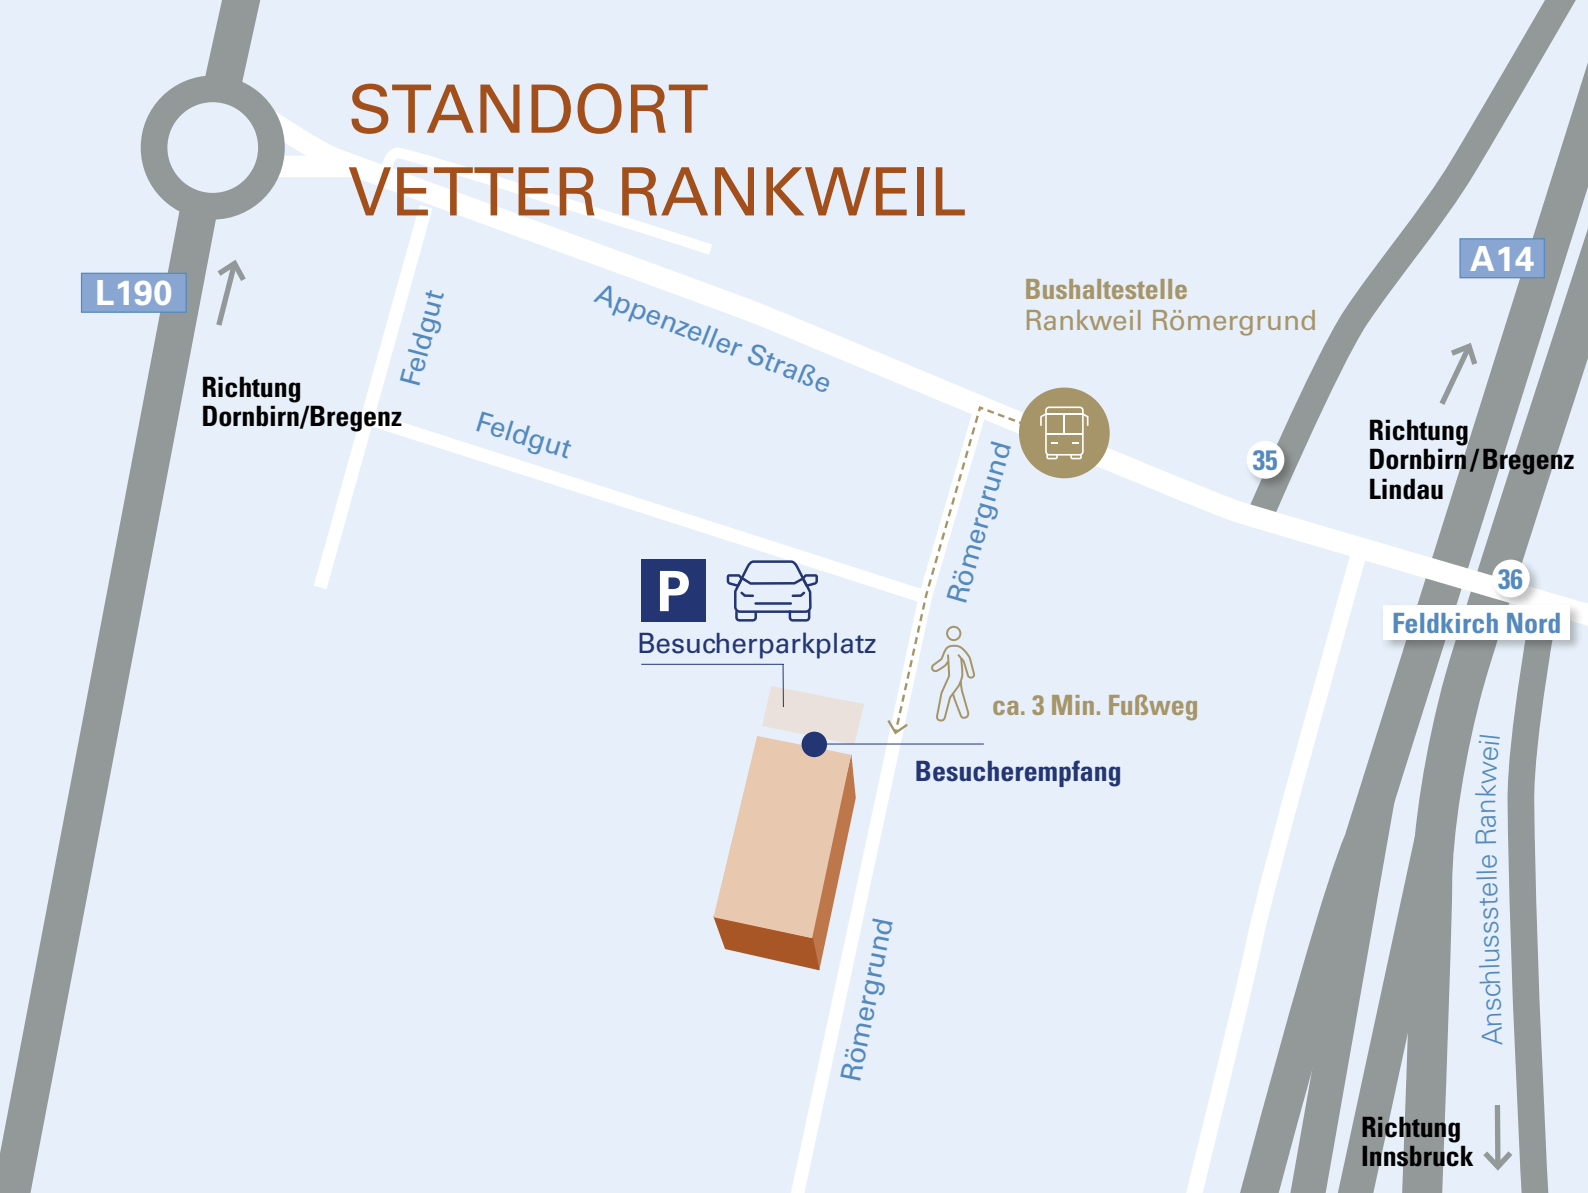 STANDORT
VETTER RANKWEIL
L190
Richtung
Dornbirn/Bregenz
Feldgut
Feldgut
Appenzeller Straße
Bushaltestelle
Rankweil Römergrund
A14
Richtung
Dornbirn/Bregenz
Lindau
35
36
Feldkirch Nord
Römergrund
P
Besucherparkplatz
ca. 3 Min. Fußweg
Besucherempfang
Römergrund
Anschlussstelle Rankweil
Richtung
Innsbruck